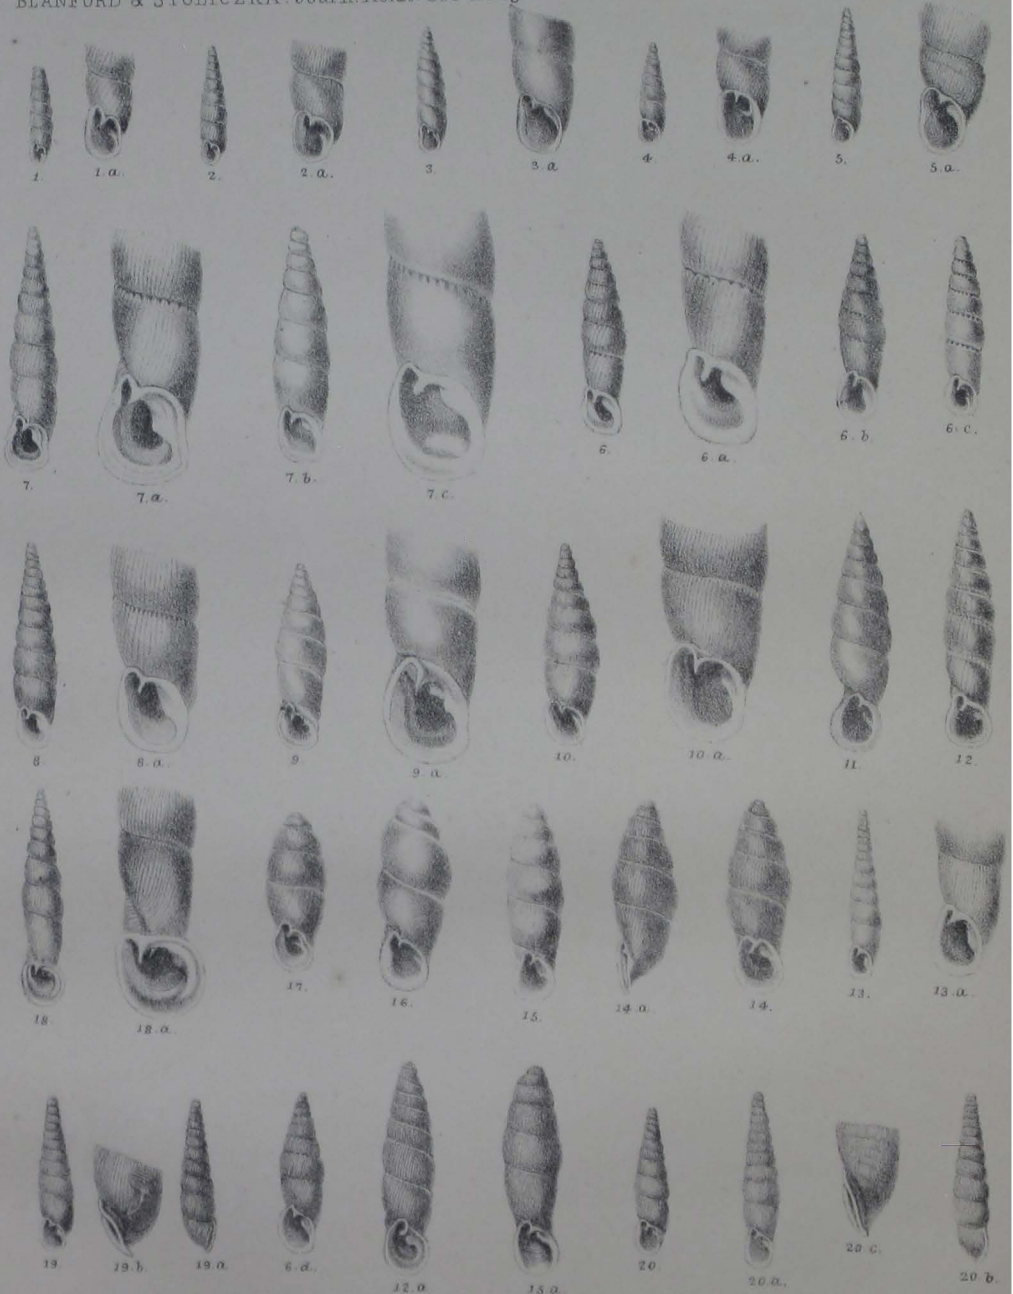 BLANFORD & STOLICZKA
1. 1.a. 2. 2.a. 3. 3.a 4. 4.a. 5. 5.a.
7. 7.a. 7.b. 7.c. 6. 6.a. 6.b. 6.c.
8. 8.a. 9. 9.a. 10. 10.a. 11. 12.
18. 18.a. 17. 16. 15. 14.a. 14. 13. 13.a.
19. 19.b. 19.a. 6.d. 12.a 15.a. 20. 20.a. 20.c. 20.b.